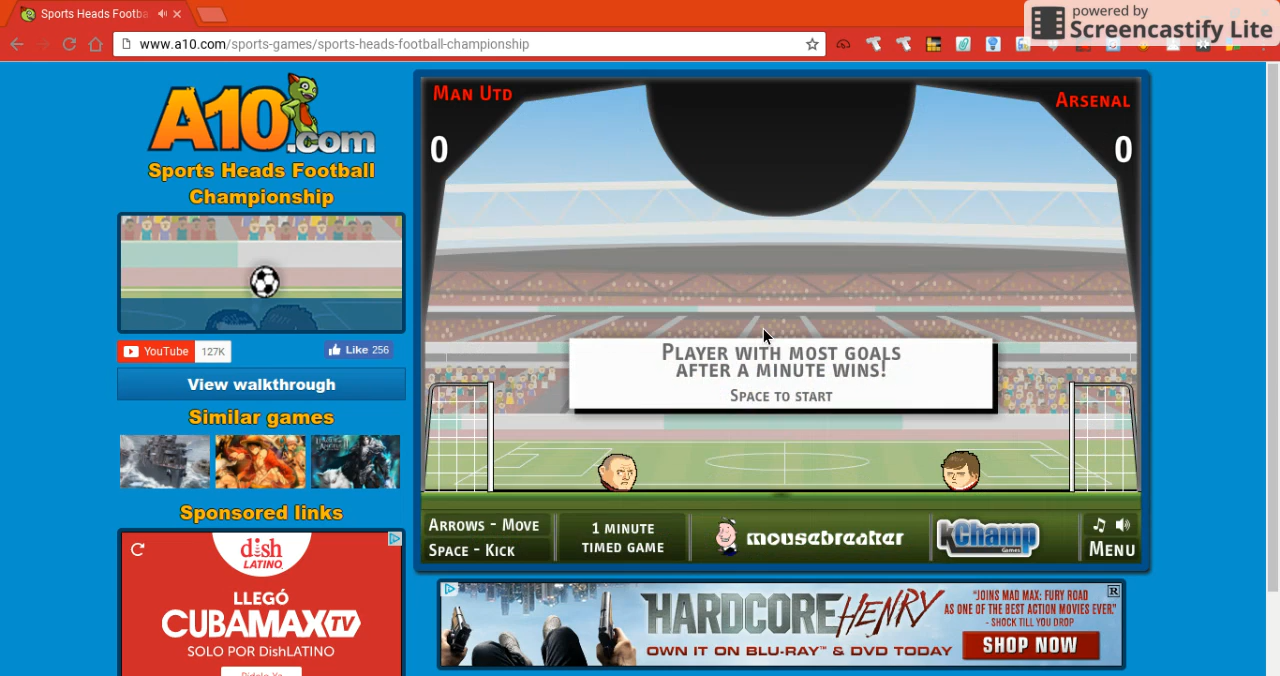 Sports Heads Footba
powered by
Screencastify Lite
www.a10.com/sports-games/sports-heads-football-championship
A10.com
Sports Heads Football
Championship
YouTube 127K
Like 256
View walkthrough
Similar games
Sponsored links
dish
LATINO
LLEGÓ
CUBAMAX TV
SOLO POR DishLATINO
Pídelo Ya
Man Utd
Arsenal
0
0
Player with most goals
after a minute wins!
Space to start
Arrows - Move
Space - Kick
1 minute
timed game
mousebreaker
kChamp
Games
Menu
HARDCORE HENRY
"JOINS MAD MAX: FURY ROAD
AS ONE OF THE BEST ACTION MOVIES EVER."
- SHOCK TILL YOU DROP
OWN IT ON BLU-RAY™ & DVD TODAY
SHOP NOW
R